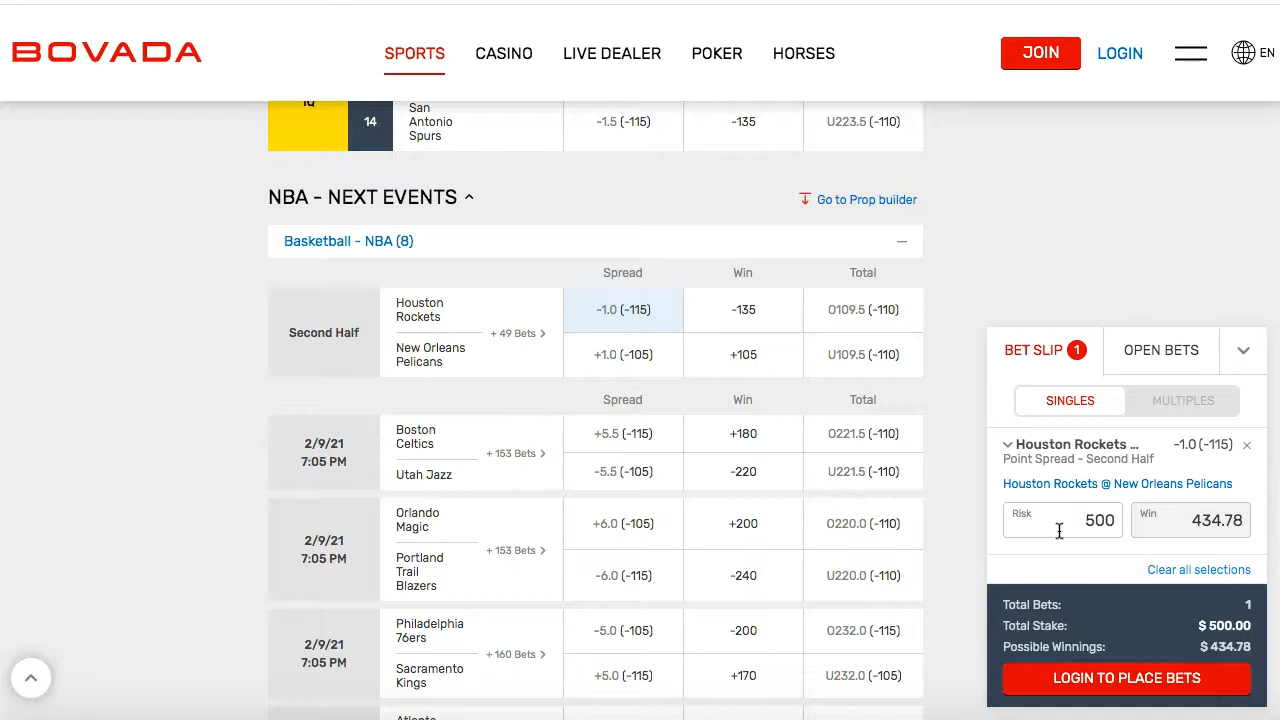 BOVADA
SPORTS CASINO LIVE DEALER POKER HORSES
JOIN LOGIN EN
14
San
Antonio
Spurs
-1.5 (-115) -135 U223.5 (-110)
NBA - NEXT EVENTS
Go to Prop builder
Basketball - NBA (8)
Spread Win Total
Second Half
Houston
Rockets
-1.0 (-115) -135 O109.5 (-110)
+ 49 Bets
New Orleans
Pelicans
+1.0 (-105) +105 U109.5 (-110)
Spread Win Total
2/9/21
7:05 PM
Boston
Celtics
+5.5 (-115) +180 O221.5 (-110)
+ 153 Bets
Utah Jazz
-5.5 (-105) -220 U221.5 (-110)
2/9/21
7:05 PM
Orlando
Magic
+6.0 (-105) +200 O220.0 (-110)
+ 153 Bets
Portland
Trail
Blazers
-6.0 (-115) -240 U220.0 (-110)
2/9/21
7:05 PM
Philadelphia
76ers
-5.0 (-105) -200 O232.0 (-115)
+ 160 Bets
Sacramento
Kings
+5.0 (-115) +170 U232.0 (-105)
BET SLIP 1 OPEN BETS
SINGLES MULTIPLES
Houston Rockets ... -1.0 (-115)
Point Spread - Second Half
Houston Rockets @ New Orleans Pelicans
Risk 500 Win 434.78
Clear all selections
Total Bets: 1
Total Stake: $ 500.00
Possible Winnings: $ 434.78
LOGIN TO PLACE BETS